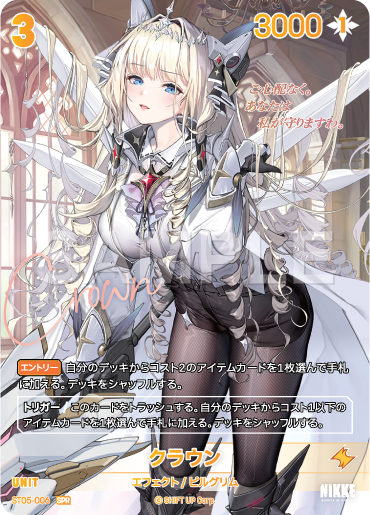 3
3000
1
ご心配なく。
あなたは
私が守りますわ。
SAMPLE
Crown
エントリー 自分のデッキからコスト2のアイテムカードを1枚選んで手札
に加える。デッキをシャッフルする。
トリガー このカードをトラッシュする。自分のデッキからコスト1以下の
アイテムカードを1枚選んで手札に加える。デッキをシャッフルする。
クラウン
UNIT
エフェクト / ピルグリム
SPR
© SHIFT UP Corp.
NIKKE